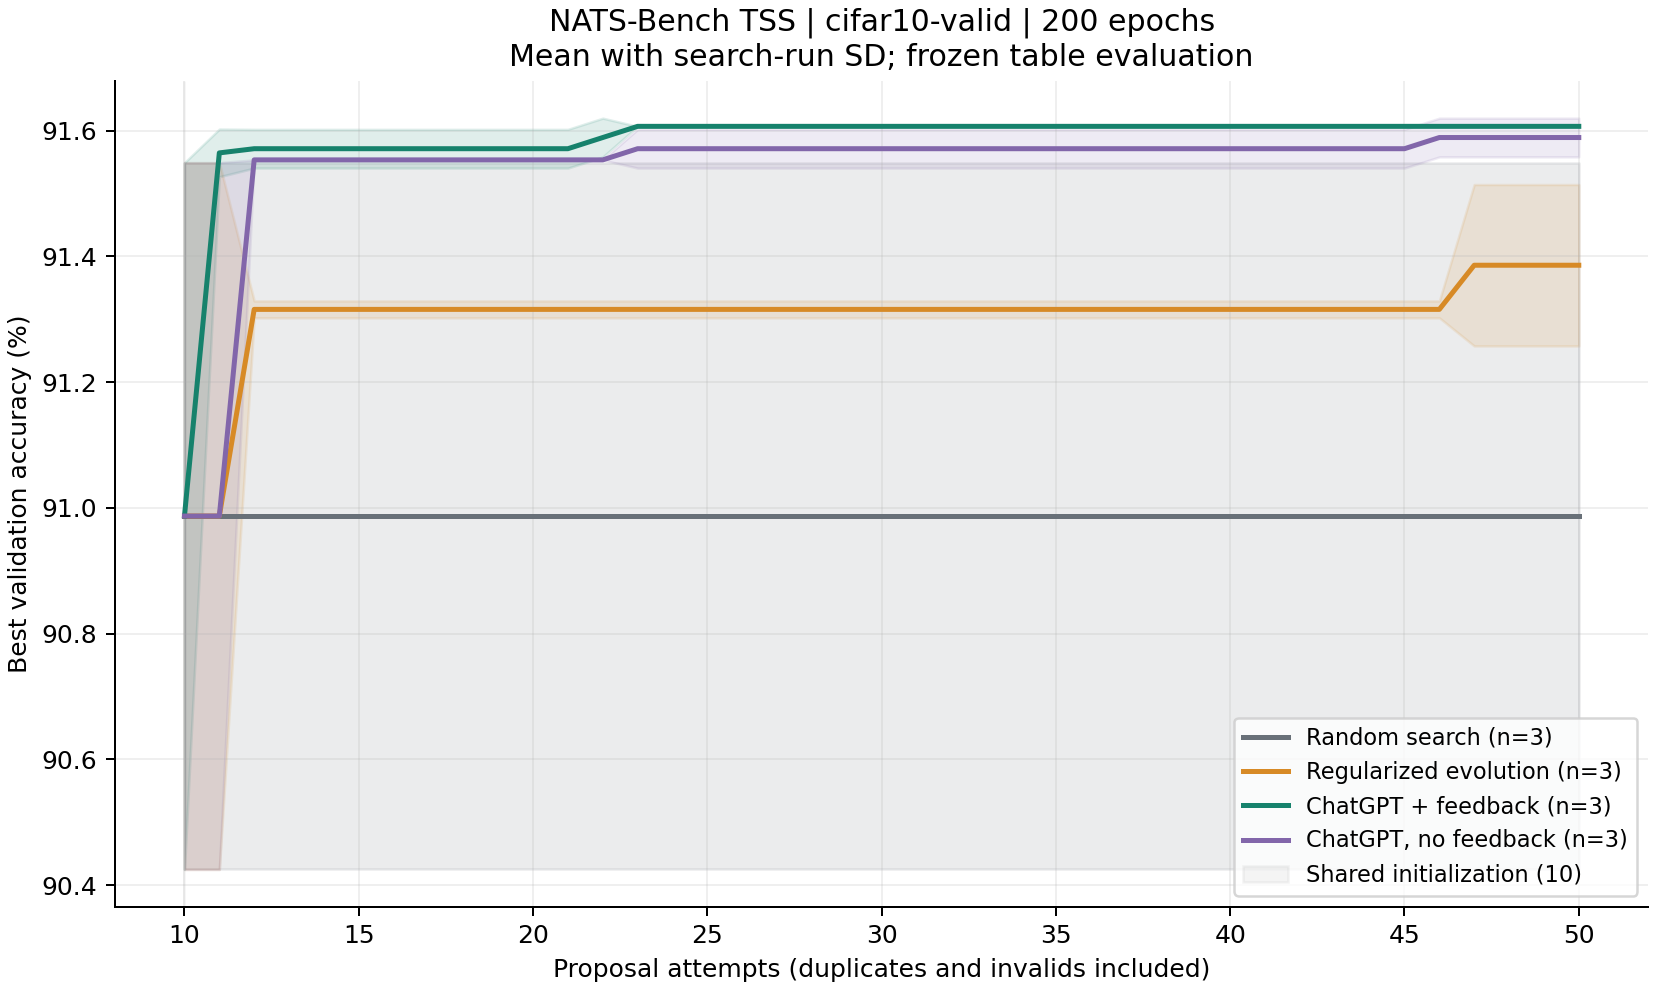 NATS-Bench TSS | cifar10-valid | 200 epochs
Mean with search-run SD; frozen table evaluation
Best validation accuracy (%)
91.6
91.4
91.2
91.0
90.8
90.6
90.4
Random search (n=3)
Regularized evolution (n=3)
ChatGPT + feedback (n=3)
ChatGPT, no feedback (n=3)
Shared initialization (10)
10 15 20 25 30 35 40 45 50
Proposal attempts (duplicates and invalids included)